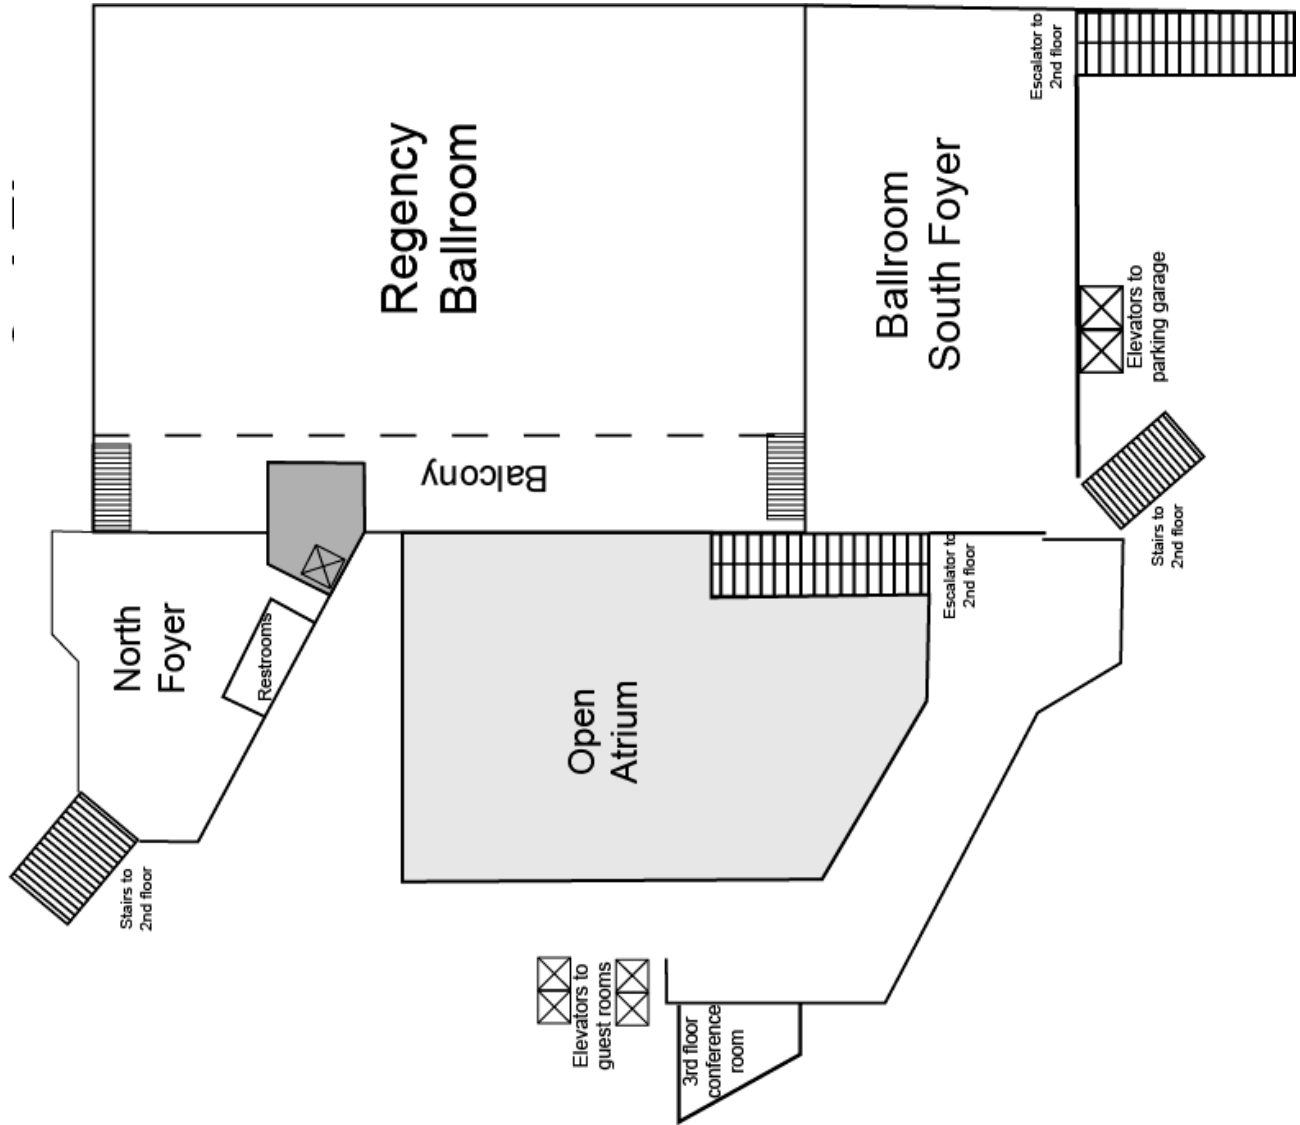 Regency
Ballroom
Ballroom
South Foyer
Escalator to
2nd floor
Elevators to
parking garage
Balcony
Stairs to
2nd floor
North
Foyer
Restrooms
Open
Atrium
Escalator to
2nd floor
Stairs to
2nd floor
Elevators to
guest rooms
3rd floor
conference
room